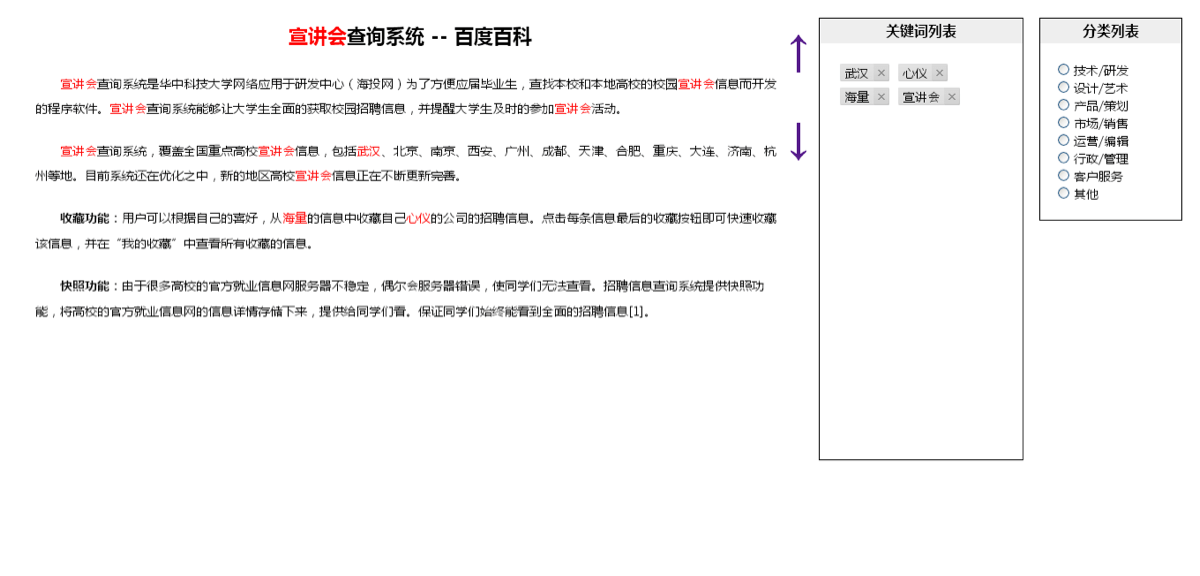 宣讲会查询系统 -- 百度百科
宣讲会查询系统是华中科技大学网络应用于研发中心（海投网）为了方便应届毕业生，查找本校和本地高校的校园宣讲会信息而开发
的程序软件。宣讲会查询系统能够让大学生全面的获取校园招聘信息，并提醒大学生及时的参加宣讲会活动。
宣讲会查询系统，覆盖全国重点高校宣讲会信息，包括武汉、北京、南京、西安、广州、成都、天津、合肥、重庆、大连、济南、杭
州等地。目前系统还在优化之中，新的地区高校宣讲会信息正在不断更新完善。
收藏功能：用户可以根据自己的喜好，从海量的信息中收藏自己心仪的公司的招聘信息。点击每条信息最后的收藏按钮即可快速收藏
该信息，并在“我的收藏”中查看所有收藏的信息。
快照功能：由于很多高校的官方就业信息网服务器不稳定，偶尔会服务器错误，使同学们无法查看。招聘信息查询系统提供快照功
能，将高校的官方就业信息网的信息详情存储下来，提供给同学们看。保证同学们始终能看到全面的招聘信息[1]。
关键词列表
武汉 × 心仪 ×
海量 × 宣讲会 ×
分类列表
技术/研发
设计/艺术
产品/策划
市场/销售
运营/编辑
行政/管理
客户服务
其他